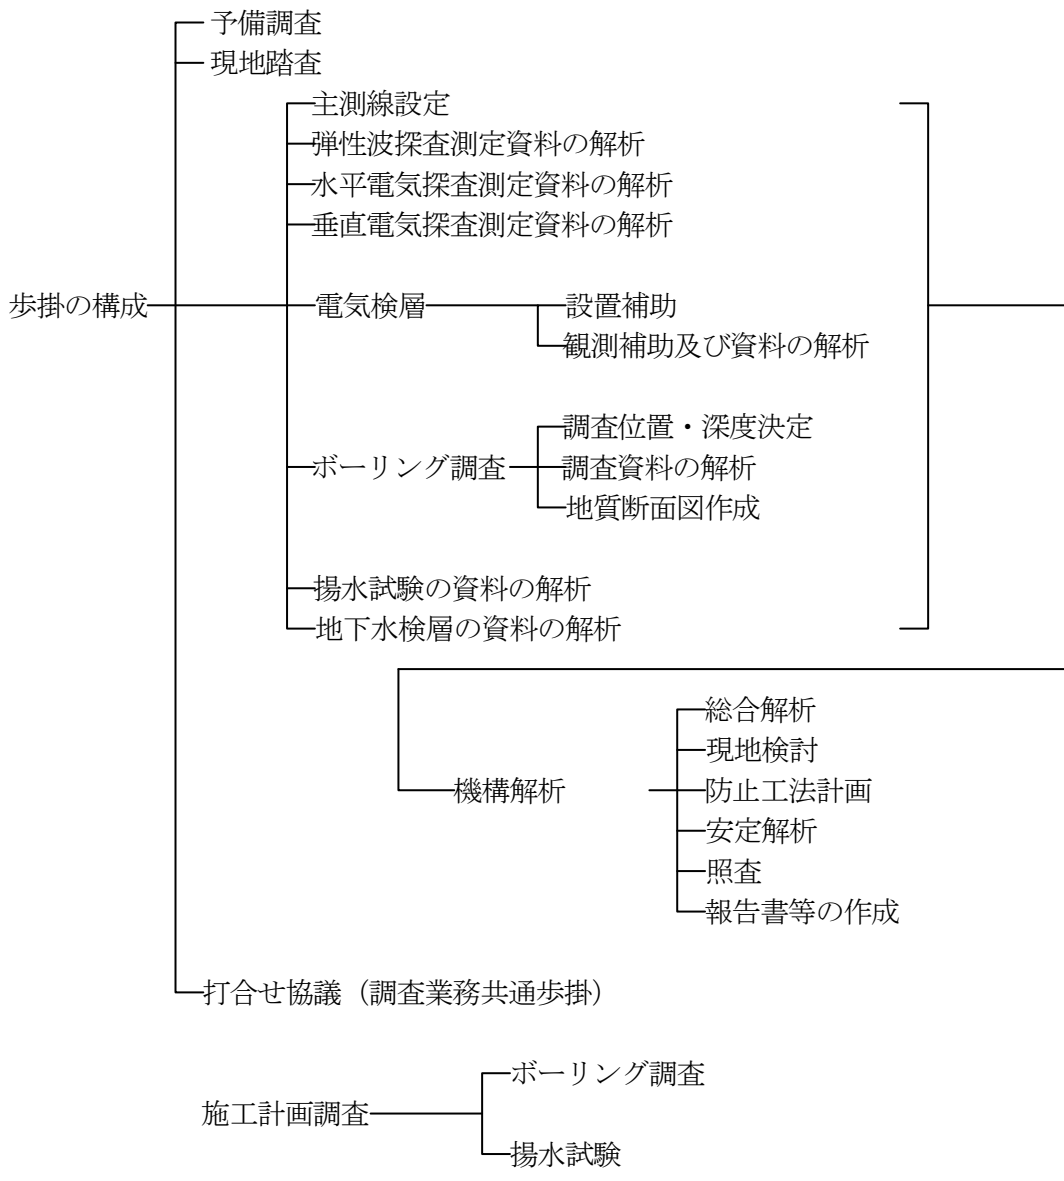 予備調査
現地踏査
主測線設定
弾性波探査測定資料の解析
水平電気探査測定資料の解析
垂直電気探査測定資料の解析
歩掛の構成
電気検層
設置補助
観測補助及び資料の解析
調査位置・深度決定
ボーリング調査
調査資料の解析
地質断面図作成
揚水試験の資料の解析
地下水検層の資料の解析
総合解析
現地検討
機構解析
防止工法計画
安定解析
照査
報告書等の作成
打合せ協議（調査業務共通歩掛）
ボーリング調査
施工計画調査
揚水試験